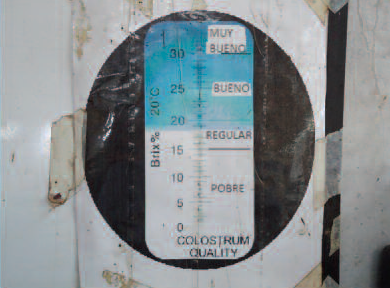 MUY
BUENO
30
BUENO
25
20°C
20
REGULAR
Brix%
15
10
POBRE
5
0
COLOSTRUM
QUALITY